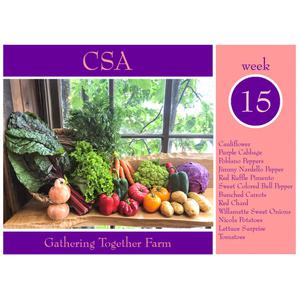 CSA
Gathering Together Farm
week
15
Cauliflower
Purple Cabbage
Poblano Peppers
Jimmy Nardello Pepper
Red Ruffle Pimento
Sweet Colored Bell Pepper
Bunched Carrots
Red Chard
Willamette Sweet Onions
Nicola Potatoes
Lettuce Surprise
Tomatoes